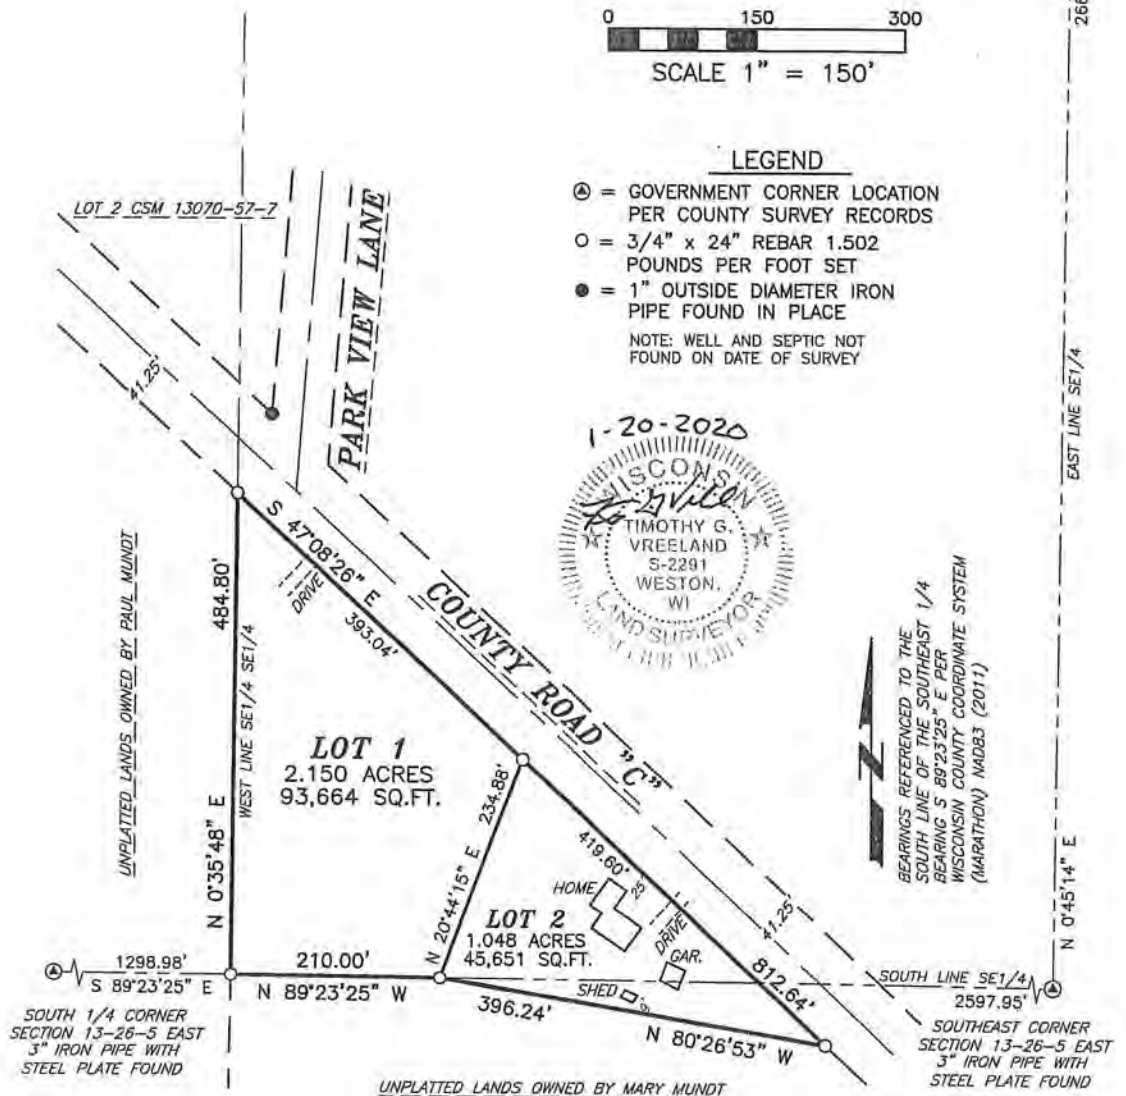 0 150 300
SCALE 1" = 150'
266
LEGEND
= GOVERNMENT CORNER LOCATION
PER COUNTY SURVEY RECORDS
= 3/4" x 24" REBAR 1.502
POUNDS PER FOOT SET
= 1" OUTSIDE DIAMETER IRON
PIPE FOUND IN PLACE
NOTE: WELL AND SEPTIC NOT
FOUND ON DATE OF SURVEY
LOT 2 CSM 13070-57-7
PARK VIEW LANE
41.25'
EAST LINE SE1/4
1-20-2020
WISCONSIN
TIMOTHY G.
VREELAND
S-2291
WESTON,
WI
LAND SURVEYOR
S 47°08'26" E
393.04'
DRIVE
COUNTY ROAD "C"
UNPLATTED LANDS OWNED BY PAUL MUNDT
484.80'
N 0°35'48" E
WEST LINE SE1/4 SE1/4
LOT 1
2.150 ACRES
93,664 SQ.FT.
234.88'
N 20°44'15" E
419.60'
25'
HOME
DRIVE
LOT 2
1.048 ACRES
45,651 SQ.FT.
GAR.
SHED
9'
812.64'
41.25'
BEARINGS REFERENCED TO THE
SOUTH LINE OF THE SOUTHEAST 1/4
BEARING S 89°23'25" E PER
WISCONSIN COUNTY COORDINATE SYSTEM
(MARATHON) NAD83 (2011)
N 0°45'14" E
1298.98'
S 89°23'25" E
210.00'
N 89°23'25" W
396.24'
N 80°26'53" W
SOUTH LINE SE1/4
2597.95'
SOUTH 1/4 CORNER
SECTION 13-26-5 EAST
3" IRON PIPE WITH
STEEL PLATE FOUND
SOUTHEAST CORNER
SECTION 13-26-5 EAST
3" IRON PIPE WITH
STEEL PLATE FOUND
UNPLATTED LANDS OWNED BY MARY MUNDT